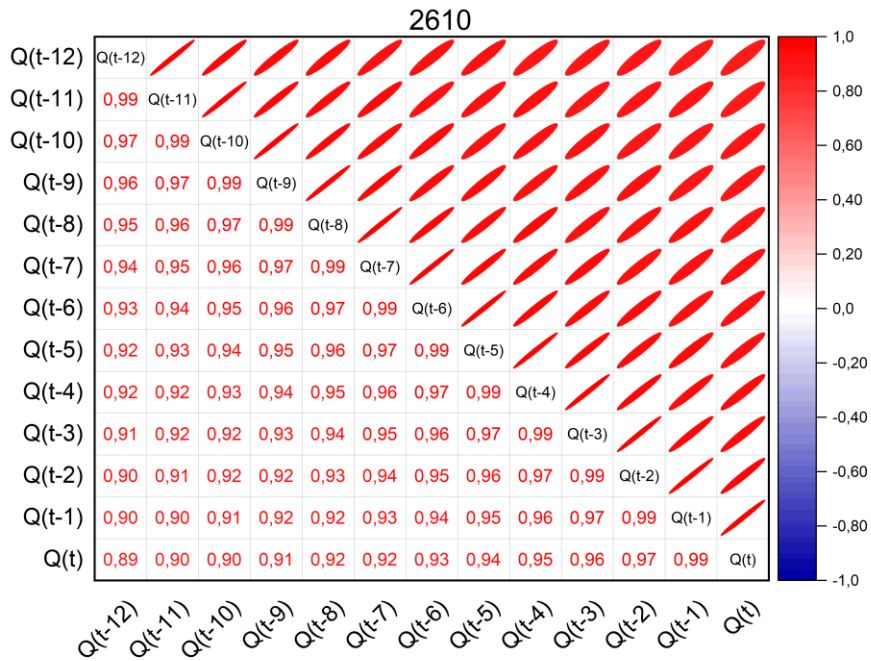 2610
Q(t-12) Q(t-12) 1,0
Q(t-11) 0,99 Q(t-11) 0,80
Q(t-10) 0,97 0,99 Q(t-10) 0,60
Q(t-9) 0,96 0,97 0,99 Q(t-9) 0,40
Q(t-8) 0,95 0,96 0,97 0,99 Q(t-8) 0,20
Q(t-7) 0,94 0,95 0,96 0,97 0,99 Q(t-7)
Q(t-6) 0,93 0,94 0,95 0,96 0,97 0,99 Q(t-6) 0,0
Q(t-5) 0,92 0,93 0,94 0,95 0,96 0,97 0,99 Q(t-5) -0,20
Q(t-4) 0,92 0,92 0,93 0,94 0,95 0,96 0,97 0,99 Q(t-4)
Q(t-3) 0,91 0,92 0,92 0,93 0,94 0,95 0,96 0,97 0,99 Q(t-3) -0,40
Q(t-2) 0,90 0,91 0,92 0,92 0,93 0,94 0,95 0,96 0,97 0,99 Q(t-2) -0,60
Q(t-1) 0,90 0,90 0,91 0,92 0,92 0,93 0,94 0,95 0,96 0,97 0,99 Q(t-1) -0,80
Q(t) 0,89 0,90 0,90 0,91 0,92 0,92 0,93 0,94 0,95 0,96 0,97 0,99 Q(t) -1,0
Q(t-12) Q(t-11) Q(t-10) Q(t-9) Q(t-8) Q(t-7) Q(t-6) Q(t-5) Q(t-4) Q(t-3) Q(t-2) Q(t-1) Q(t)